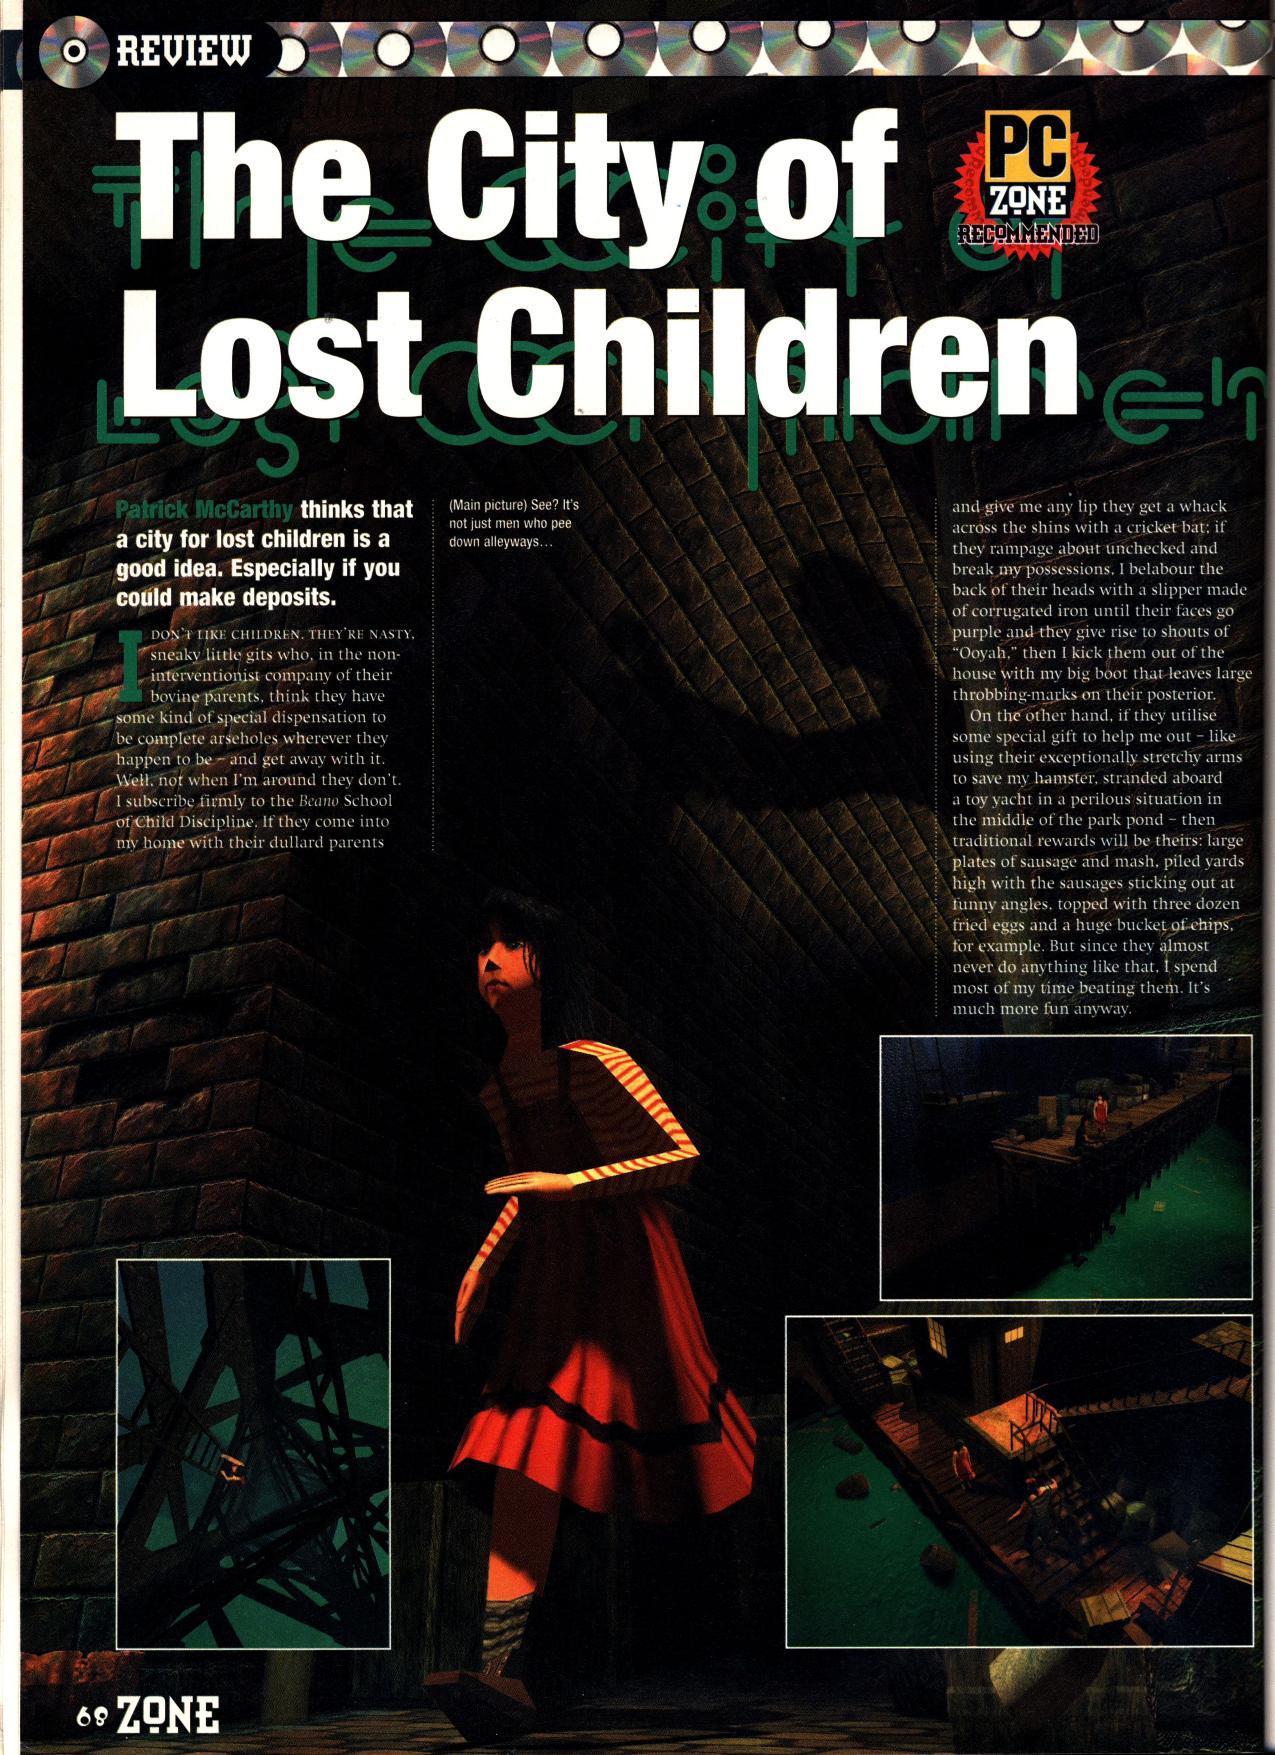 REVIEW
The City of
Lost Children
PC
ZONE
RECOMMENDED
Patrick McCarthy thinks that
a city for lost children is a
good idea. Especially if you
could make deposits.
I DON'T LIKE CHILDREN. THEY'RE NASTY,
sneaky little gits who, in the non-
interventionist company of their
bovine parents, think they have
some kind of special dispensation to
be complete arseholes wherever they
happen to be – and get away with it.
Well, not when I'm around they don't.
I subscribe firmly to the Beano School
of Child Discipline. If they come into
my home with their dullard parents
(Main picture) See? It's
not just men who pee
down alleyways...
and give me any lip they get a whack
across the shins with a cricket bat; if
they rampage about unchecked and
break my possessions, I belabour the
back of their heads with a slipper made
of corrugated iron until their faces go
purple and they give rise to shouts of
“Ooyah,” then I kick them out of the
house with my big boot that leaves large
throbbing-marks on their posterior.
On the other hand, if they utilise
some special gift to help me out – like
using their exceptionally stretchy arms
to save my hamster, stranded aboard
a toy yacht in a perilous situation in
the middle of the park pond – then
traditional rewards will be theirs: large
plates of sausage and mash, piled yards
high with the sausages sticking out at
funny angles, topped with three dozen
fried eggs and a huge bucket of chips,
for example. But since they almost
never do anything like that, I spend
most of my time beating them. It's
much more fun anyway.
68 ZONE